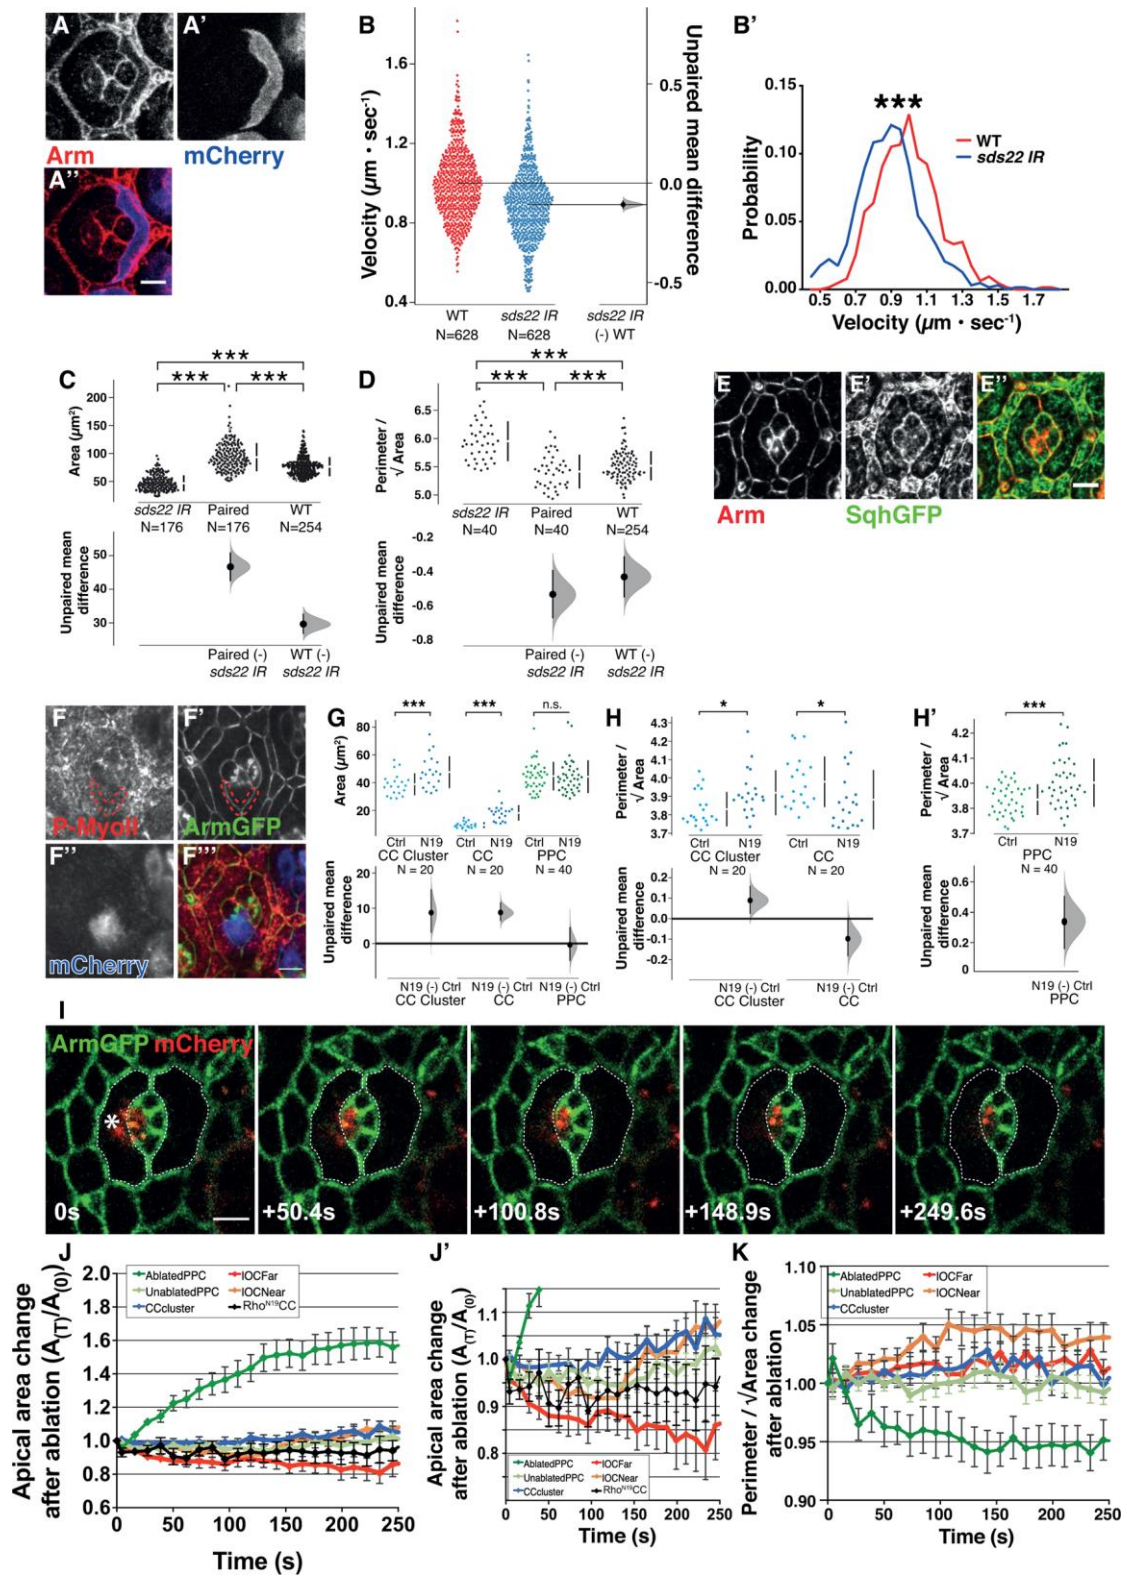 A
A'
Arm
mCherry
A''
B
Velocity (µm • sec⁻¹)
1.6
1.2
0.8
0.4
WT
N=628
sds22 IR
N=628
sds22 IR
(-) WT
0.5
0.0
-0.5
Unpaired mean difference
B'
Probability
0.15
0.10
0.05
0.00
***
WT
sds22 IR
0.5 0.7 0.9 1.1 1.3 1.5 1.7
Velocity (µm • sec⁻¹)
C
***
*** ***
Area (µm²)
200
150
100
50
sds22 IR Paired WT
N=176 N=176 N=254
Unpaired mean
difference
50
40
30
Paired (-) WT (-)
sds22 IR sds22 IR
D
***
*** ***
Perimeter /
√ Area
6.5
6.0
5.5
5.0
sds22 IR Paired WT
N=40 N=40 N=254
Unpaired mean
difference
-0.2
-0.4
-0.6
-0.8
Paired (-) WT (-)
sds22 IR sds22 IR
E
E'
E''
Arm
SqhGFP
F
F'
P-MyoII
ArmGFP
F''
F'''
mCherry
G
*** *** n.s.
Area (µm²)
80
60
40
20
0
Ctrl N19 Ctrl N19 Ctrl N19
CC Cluster CC PPC
N = 20 N = 20 N = 40
Unpaired mean
difference
20
10
0
N19 (-) Ctrl N19 (-) Ctrl N19 (-) Ctrl
CC Cluster CC PPC
H
* *
Perimeter /
√ Area
4.3
4.2
4.1
4.0
3.9
3.8
3.7
Ctrl N19 Ctrl N19
CC Cluster CC
N = 20 N = 20
Unpaired mean
difference
0.2
0.1
0.0
-0.1
-0.2
N19 (-) Ctrl N19 (-) Ctrl
CC Cluster CC
H'
***
Perimeter /
√Area
4.2
4.0
3.8
3.7
Ctrl N19
PPC
N = 40
Unpaired mean
difference
0.6
0.4
0.2
0
N19 (-) Ctrl
PPC
I
ArmGFP mCherry
*
0s
+50.4s
+100.8s
+148.9s
+249.6s
J
Apical area change
after ablation (A(T)/A(0))
2.0
1.8
1.6
1.4
1.2
1.0
0.8
0.6
AblatedPPC IOCFar
UnablatedPPC IOCNear
CCcluster Rhoᴺ¹⁹CC
0 50 100 150 200 250
Time (s)
J'
Apical area change
after ablation (A(T)/A(0))
1.1
1.0
0.9
0.8
AblatedPPC IOCFar
UnablatedPPC IOCNear
CCcluster Rhoᴺ¹⁹CC
0 50 100 150 200 250
Time (s)
K
Perimeter / √Area change
after ablation
1.10
1.05
1.00
0.95
0.90
AblatedPPC IOCFar
UnablatedPPC IOCNear
CCcluster
0 50 100 150 200 250
Time (s)